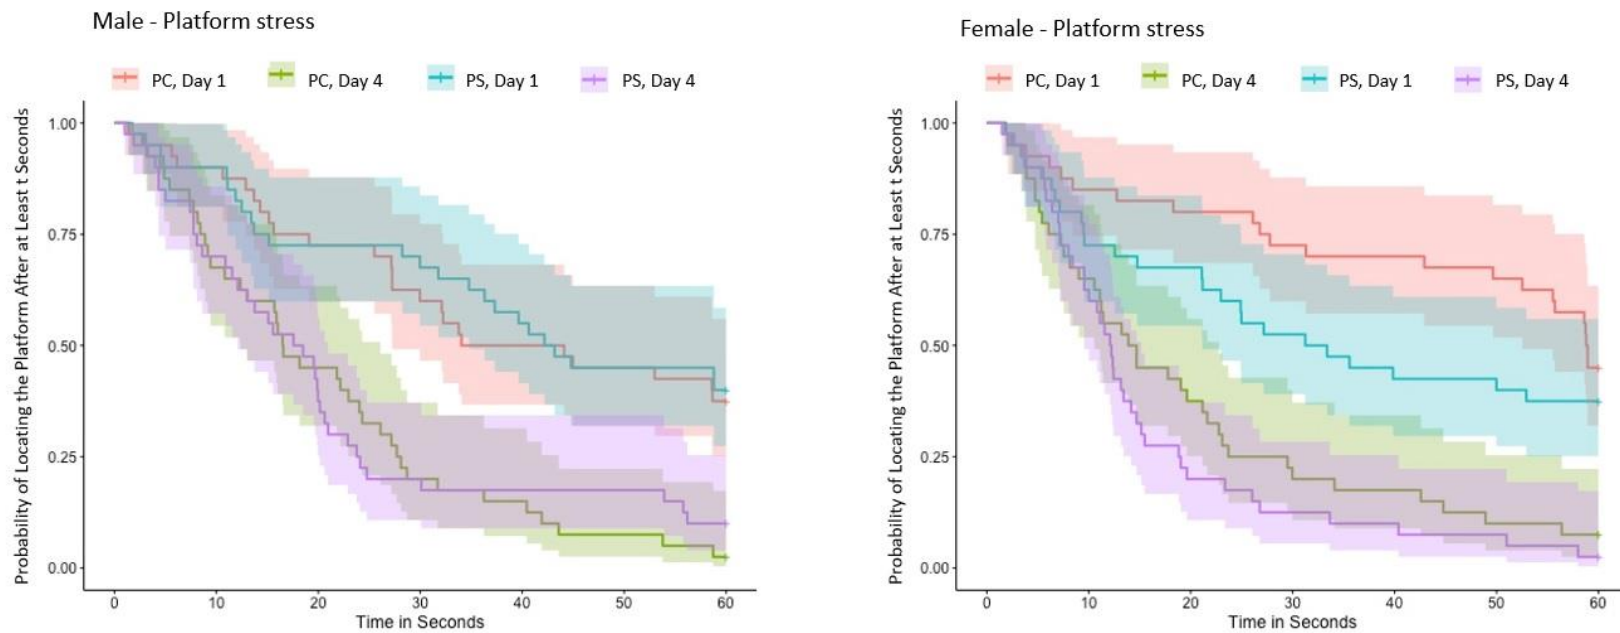 Male - Platform stress
PC, Day 1 PC, Day 4 PS, Day 1 PS, Day 4
Probability of Locating the Platform After at Least t Seconds
1.00
0.75
0.50
0.25
0.00
0 10 20 30 40 50 60
Time in Seconds
Female - Platform stress
PC, Day 1 PC, Day 4 PS, Day 1 PS, Day 4
Probability of Locating the Platform After at Least t Seconds
1.00
0.75
0.50
0.25
0.00
0 10 20 30 40 50 60
Time in Seconds